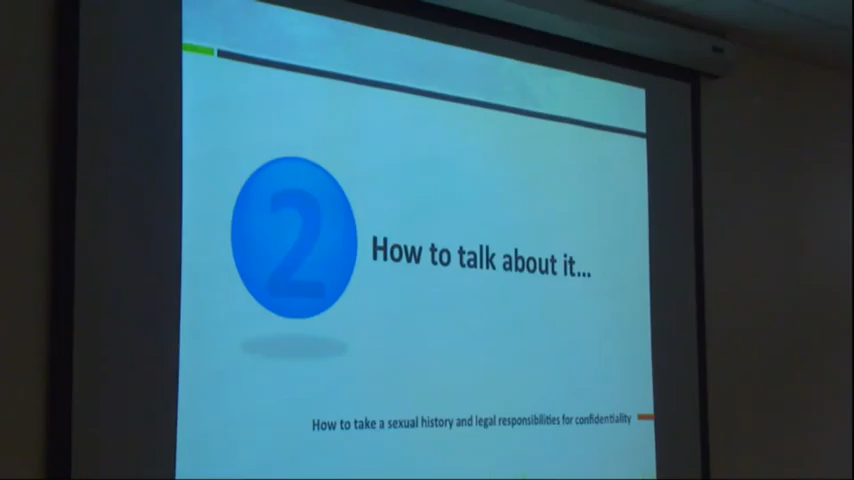 2
How to talk about it...
How to take a sexual history and legal responsibilities for confidentiality